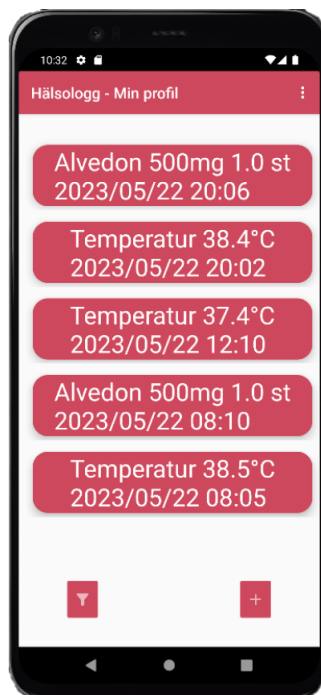 10:32
Hälsologg - Min profil
Alvedon 500mg 1.0 st
2023/05/22 20:06
Temperatur 38.4°C
2023/05/22 20:02
Temperatur 37.4°C
2023/05/22 12:10
Alvedon 500mg 1.0 st
2023/05/22 08:10
Temperatur 38.5°C
2023/05/22 08:05